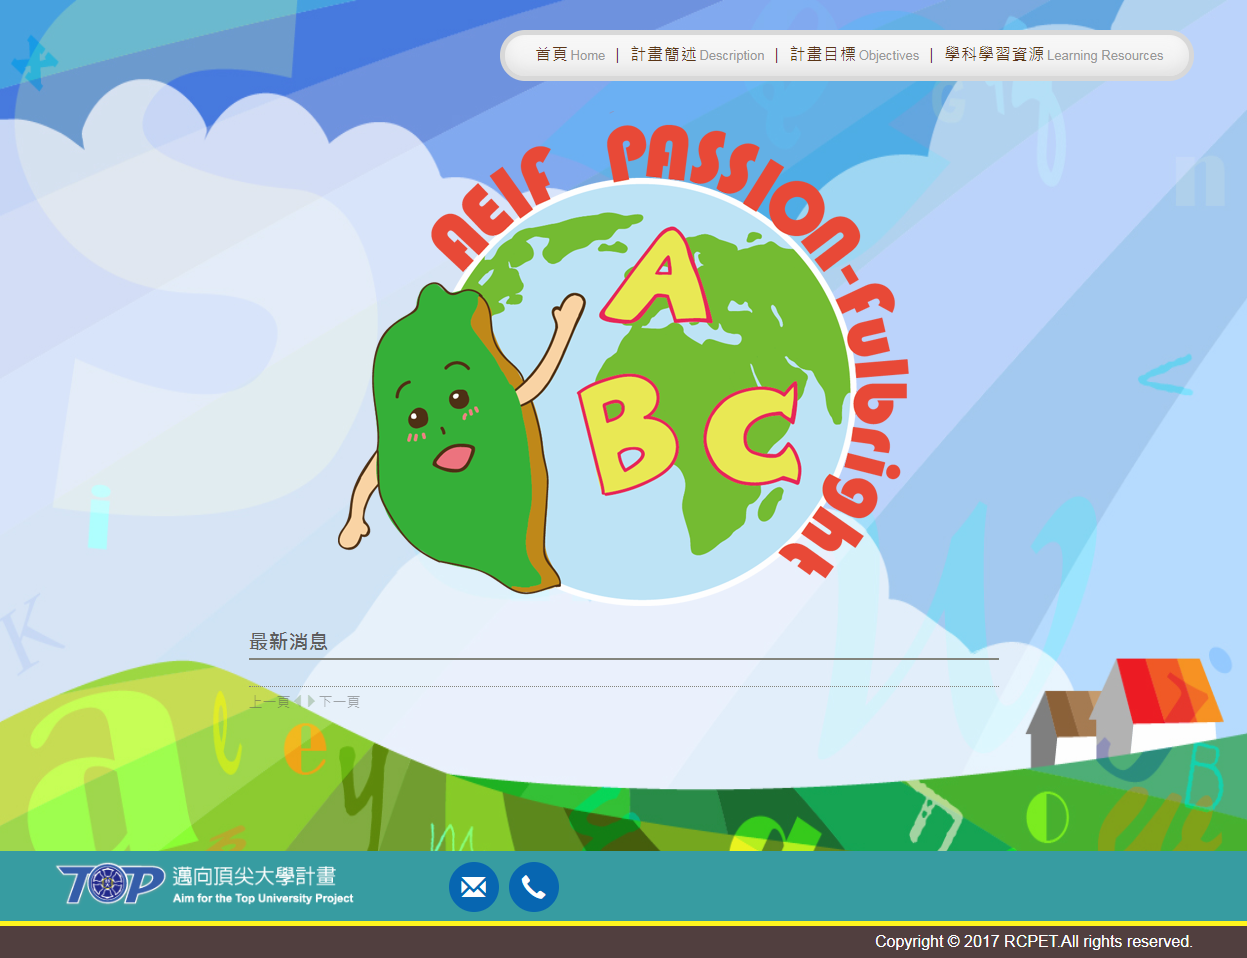 首頁 Home | 計畫簡述 Description | 計畫目標 Objectives | 學科學習資源 Learning Resources
AElf PASSION-fulbright
A
B C
最新消息
上一頁 下一頁
TOP 邁向頂尖大學計畫
Aim for the Top University Project
Copyright © 2017 RCPET.All rights reserved.